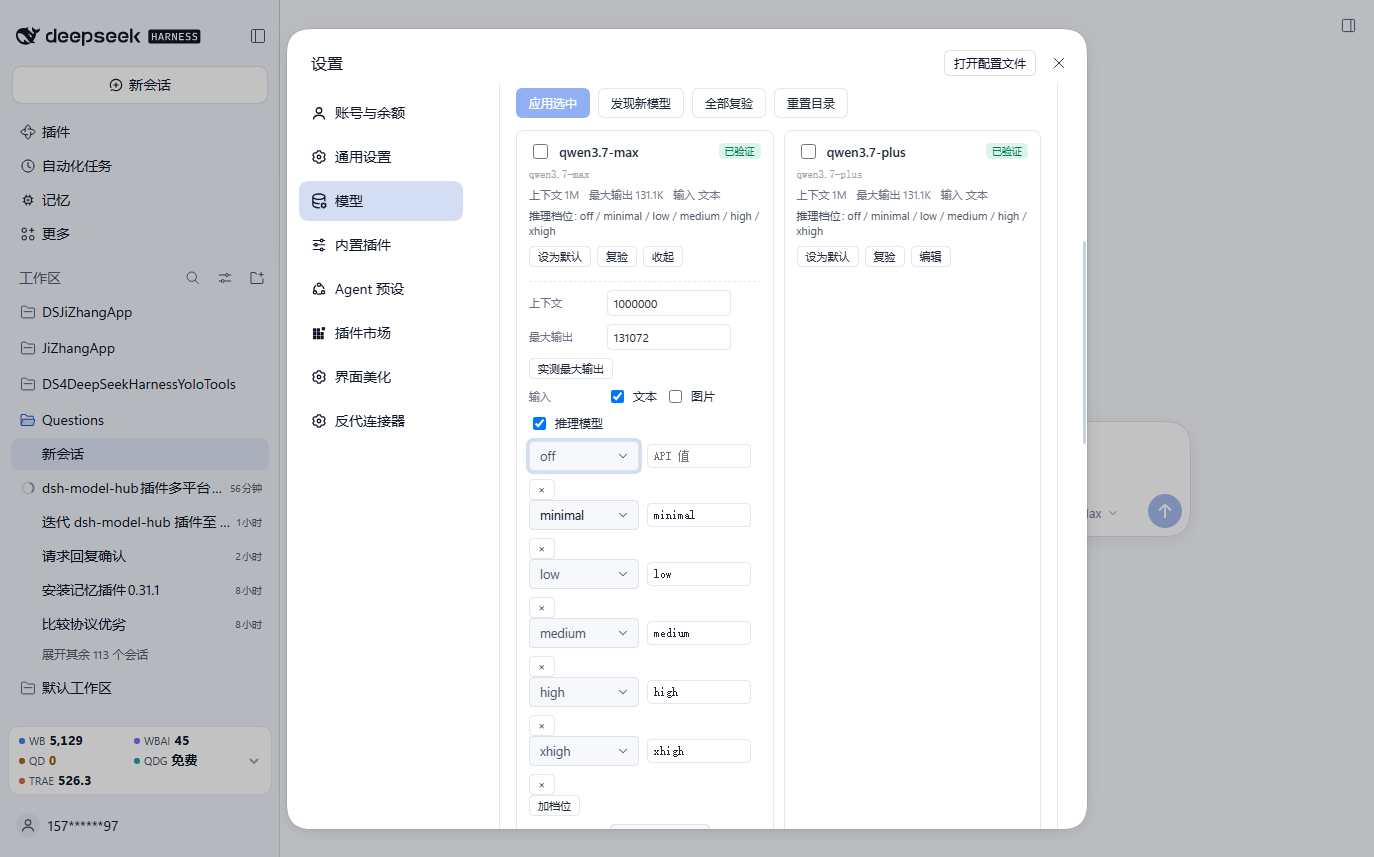 deepseek HARNESS
新会话
插件
自动化任务
记忆
更多
工作区
DSJiZhangApp
JiZhangApp
DS4DeepSeekHarnessYoloTools
Questions
新会话
dsh-model-hub 插件多平台... 56分钟
迭代 dsh-model-hub 插件至 ... 1小时
请求回复确认 2小时
安装记忆插件0.31.1 8小时
比较协议优劣 8小时
展开其余 113 个会话
默认工作区
WB 5,129 WBAI 45
QD 0 QDG 免费
TRAE 526.3
157******97
设置
打开配置文件
账号与余额
通用设置
模型
内置插件
Agent 预设
插件市场
界面美化
反代连接器
应用选中 发现新模型 全部复验 重置目录
qwen3.7-max 已验证
qwen3.7-max
上下文 1M 最大输出 131.1K 输入 文本
推理档位: off / minimal / low / medium / high /
xhigh
设为默认 复验 收起
上下文 1000000
最大输出 131072
实测最大输出
输入 文本 图片
推理模型
off API 值
×
minimal minimal
×
low low
×
medium medium
×
high high
×
xhigh xhigh
×
加档位
qwen3.7-plus 已验证
qwen3.7-plus
上下文 1M 最大输出 131.1K 输入 文本
推理档位: off / minimal / low / medium / high /
xhigh
设为默认 复验 编辑